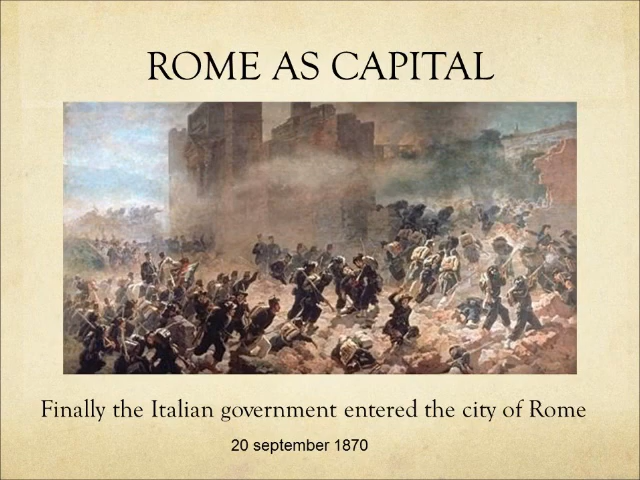 ROME AS CAPITAL
Finally the Italian government entered the city of Rome
20 september 1870